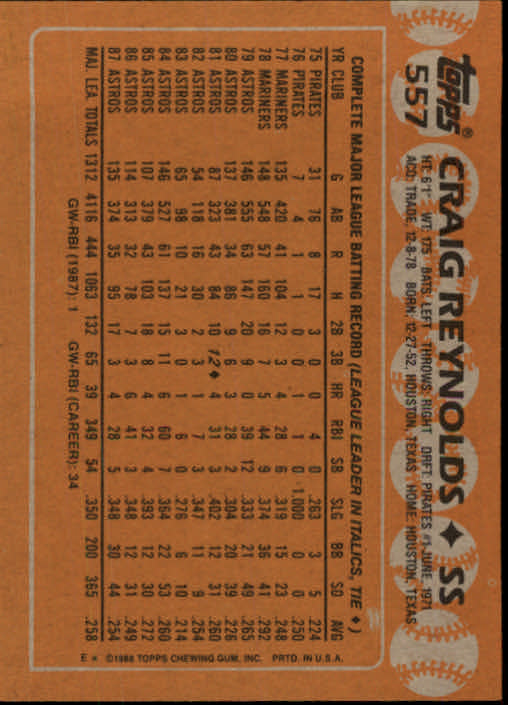 topps®
557
CRAIG REYNOLDS ♦ SS
HT: 6'1" WT: 175 BATS: LEFT THROWS: RIGHT DRFT: PIRATES #1-JUNE, 1971
ACQ: TRADE, 12-8-78 BORN: 12-27-52, HOUSTON, TEXAS HOME: HOUSTON, TEXAS
COMPLETE MAJOR LEAGUE BATTING RECORD (LEAGUE LEADER IN ITALICS, TIE ♦)
YR CLUB G AB R H 2B 3B HR RBI SB SLG BB SO AVG
75 PIRATES 31 76 8 17 3 0 0 4 0 .263 3 5 .224
76 PIRATES 7 4 1 1 0 0 1 1 0 1.000 0 0 .250
77 MARINERS 135 420 41 104 12 3 4 28 6 .319 15 23 .248
78 MARINERS 148 548 57 160 16 7 5 44 9 .374 36 41 .292
79 ASTROS 146 555 63 147 20 9 0 39 12 .333 21 49 .265
80 ASTROS 137 381 34 86 9 6 3 28 2 .304 20 39 .226
81 ASTROS 87 323 43 84 10 12♦ 4 31 3 .402 12 31 .260
82 ASTROS 54 118 16 30 2 3 1 7 3 .347 11 9 .254
83 ASTROS 65 98 10 21 3 0 1 6 0 .276 6 10 .214
84 ASTROS 146 527 61 137 15 11 6 60 7 .364 22 53 .260
85 ASTROS 107 379 43 103 18 8 4 32 4 .393 12 30 .272
86 ASTROS 114 313 32 78 7 3 6 41 3 .348 12 31 .249
87 ASTROS 135 374 35 95 17 3 4 28 5 .348 30 44 .254
MAJ. LEA. TOTALS 1312 4116 444 1063 132 65 39 349 54 .350 200 365 .258
GW-RBI (1987): 1 GW-RBI (CAREER): 34
E* ©1988 TOPPS CHEWING GUM, INC. PRTD. IN U.S.A.